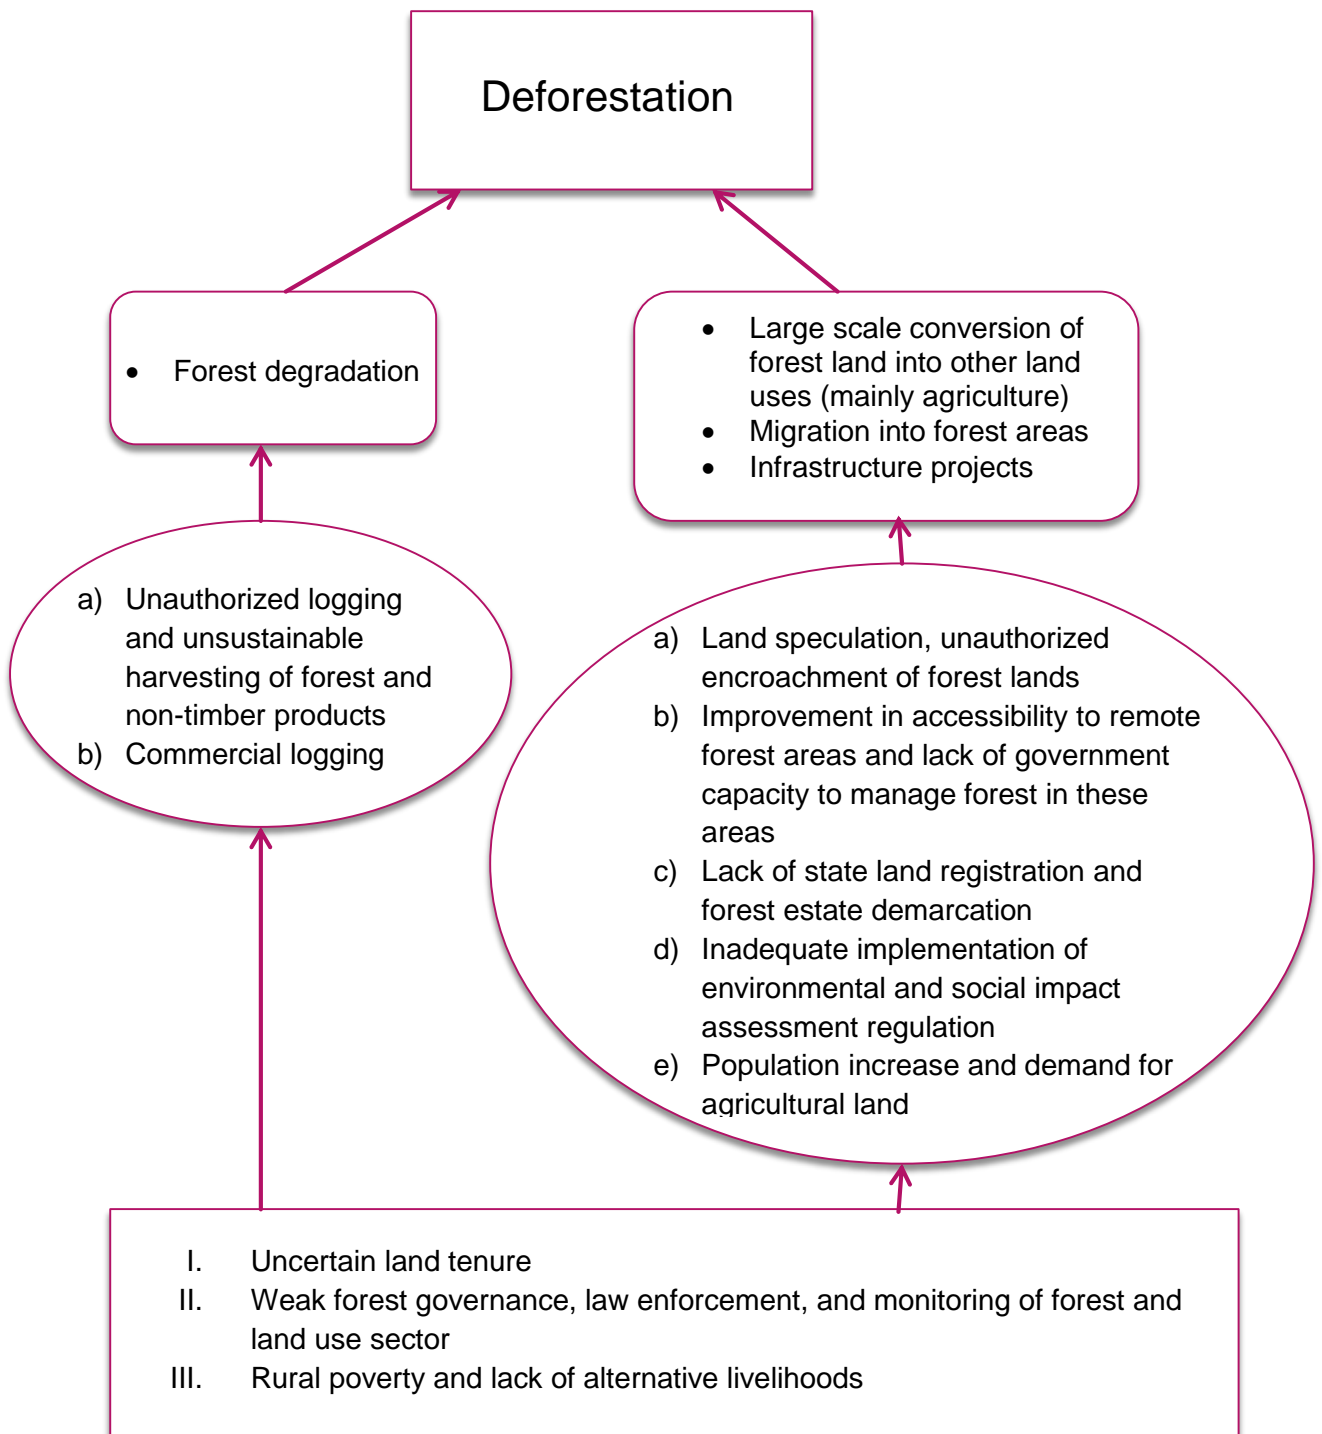 Deforestation
• Forest degradation
• Large scale conversion of
forest land into other land
uses (mainly agriculture)
• Migration into forest areas
• Infrastructure projects
a) Unauthorized logging
and unsustainable
harvesting of forest and
non-timber products
b) Commercial logging
a) Land speculation, unauthorized
encroachment of forest lands
b) Improvement in accessibility to remote
forest areas and lack of government
capacity to manage forest in these
areas
c) Lack of state land registration and
forest estate demarcation
d) Inadequate implementation of
environmental and social impact
assessment regulation
e) Population increase and demand for
agricultural land
I. Uncertain land tenure
II. Weak forest governance, law enforcement, and monitoring of forest and
land use sector
III. Rural poverty and lack of alternative livelihoods